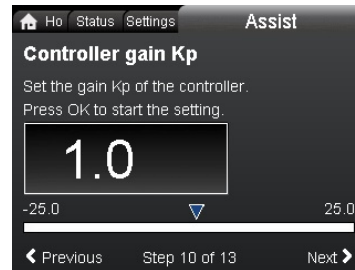 Ho Status Settings Assist
Controller gain Kp
Set the gain Kp of the controller.
Press OK to start the setting.
1.0
-25.0 25.0
Previous Step 10 of 13 Next